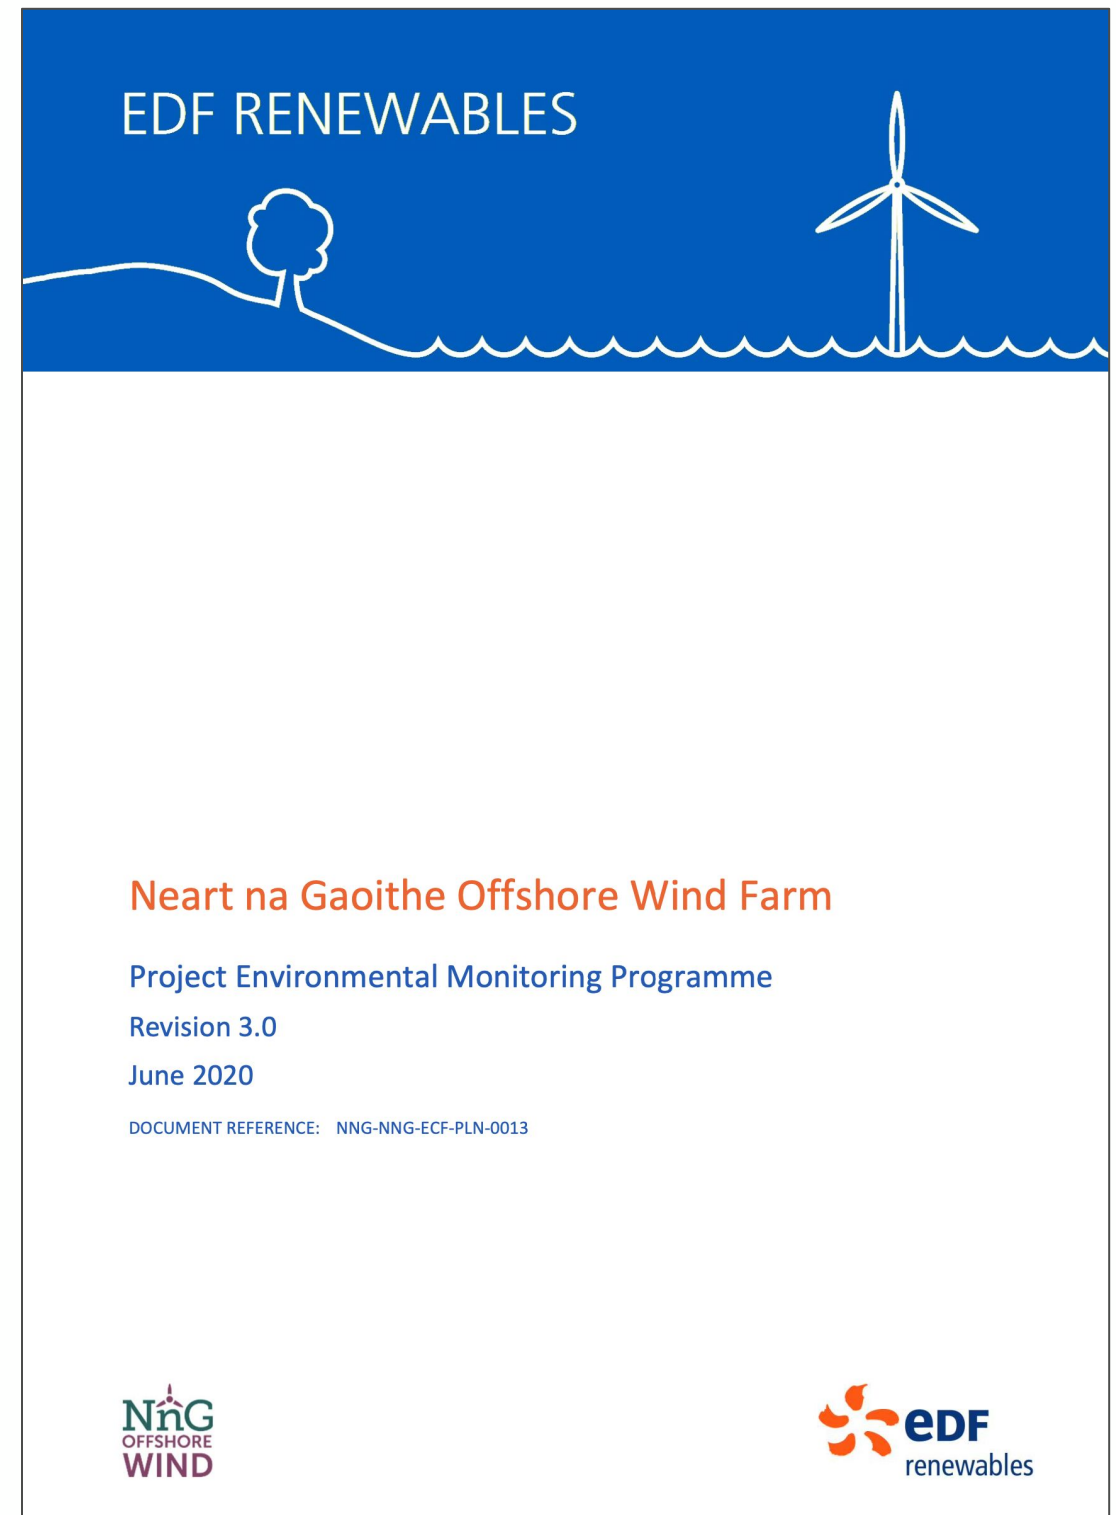 EDF RENEWABLES
Neart na Gaoithe Offshore Wind Farm
Project Environmental Monitoring Programme
Revision 3.0
June 2020
DOCUMENT REFERENCE: NNG-NNG-ECF-PLN-0013
NnG
OFFSHORE
WIND
eDF
renewables